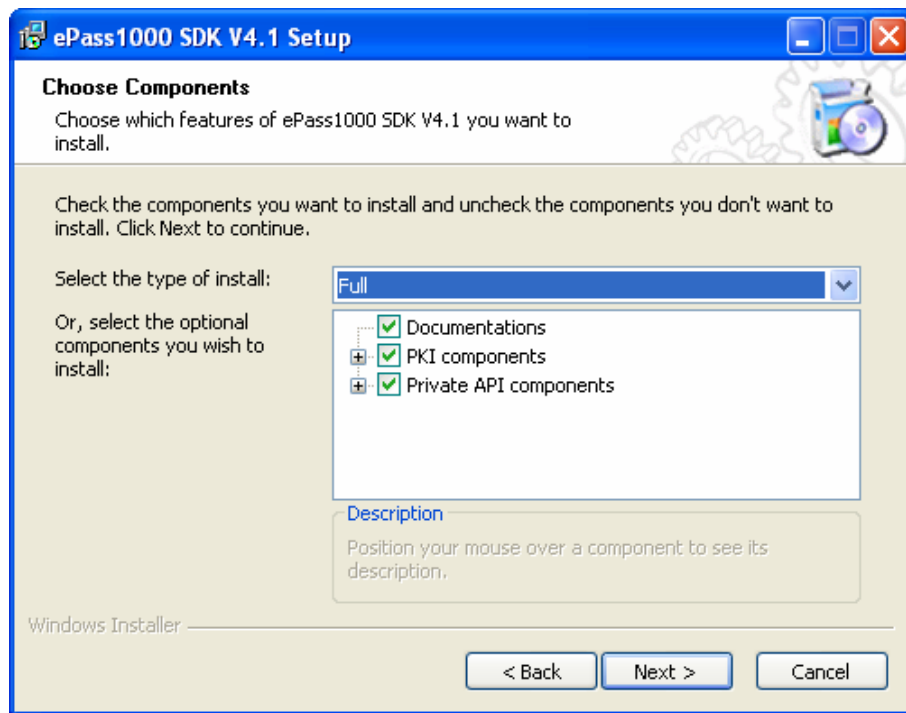 ePass1000 SDK V4.1 Setup
Choose Components
Choose which features of ePass1000 SDK V4.1 you want to
install.
Check the components you want to install and uncheck the components you don't want to
install. Click Next to continue.
Select the type of install:
Full
Or, select the optional
components you wish to
install:
Documentations
PKI components
Private API components
Description
Position your mouse over a component to see its
description.
Windows Installer
< Back
Next >
Cancel